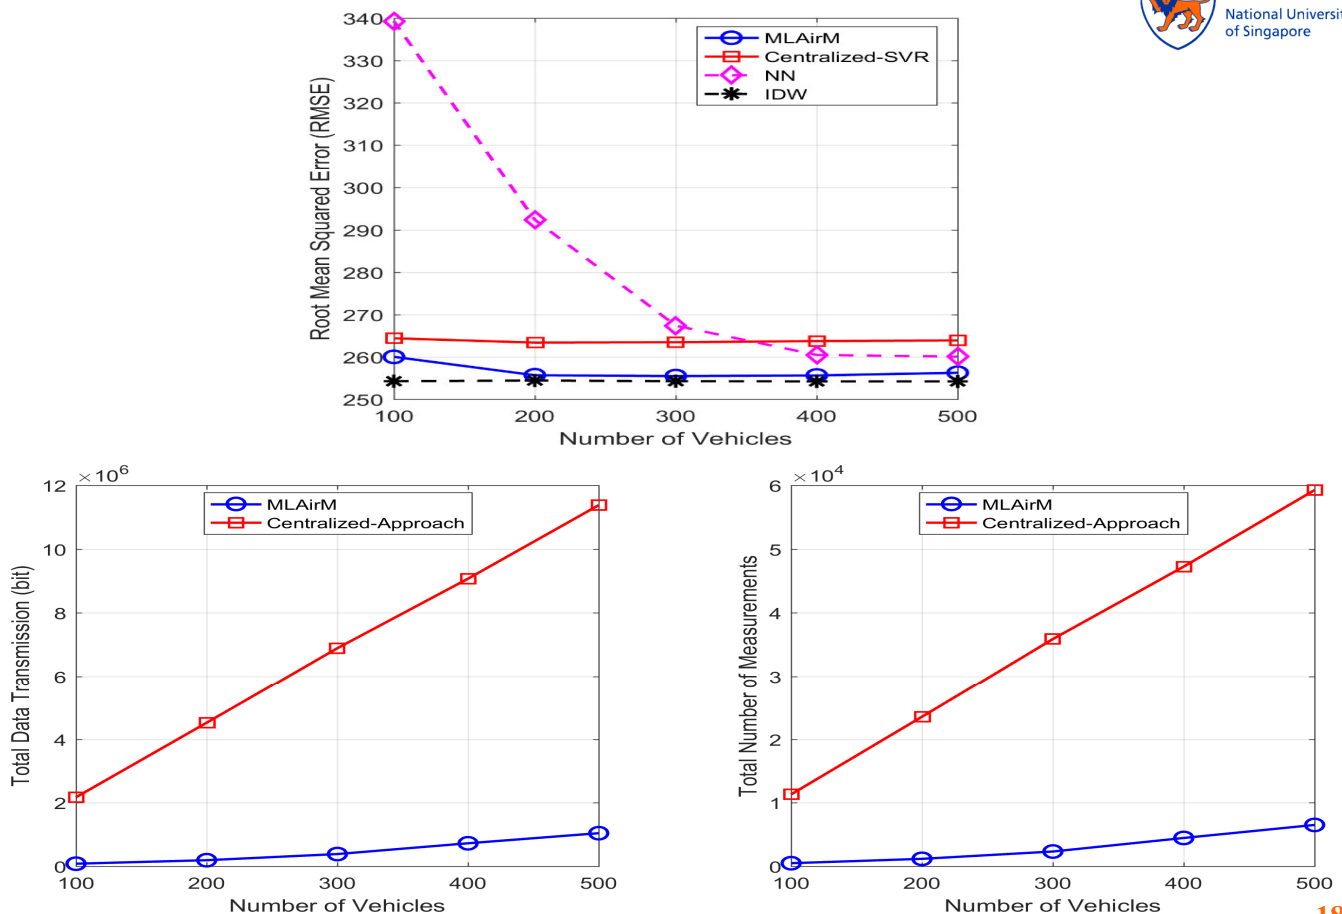 National Universi
of Singapore
340
330
320
310
300
290
280
270
260
250
Root Mean Squared Error (RMSE)
MLAirM
Centralized-SVR
NN
IDW
100 200 300 400 500
Number of Vehicles
×10^6
12
10
8
6
4
2
0
Total Data Transmission (bit)
MLAirM
Centralized-Approach
100 200 300 400 500
Number of Vehicles
×10^4
6
5
4
3
2
1
0
Total Number of Measurements
MLAirM
Centralized-Approach
100 200 300 400 500
Number of Vehicles